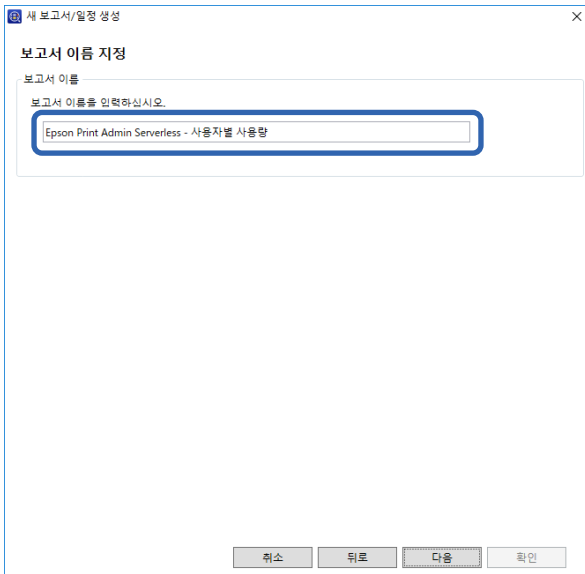 새 보고서/일정 생성
보고서 이름 지정
보고서 이름
보고서 이름을 입력하십시오.
Epson Print Admin Serverless - 사용자별 사용량
취소 뒤로 다음 확인